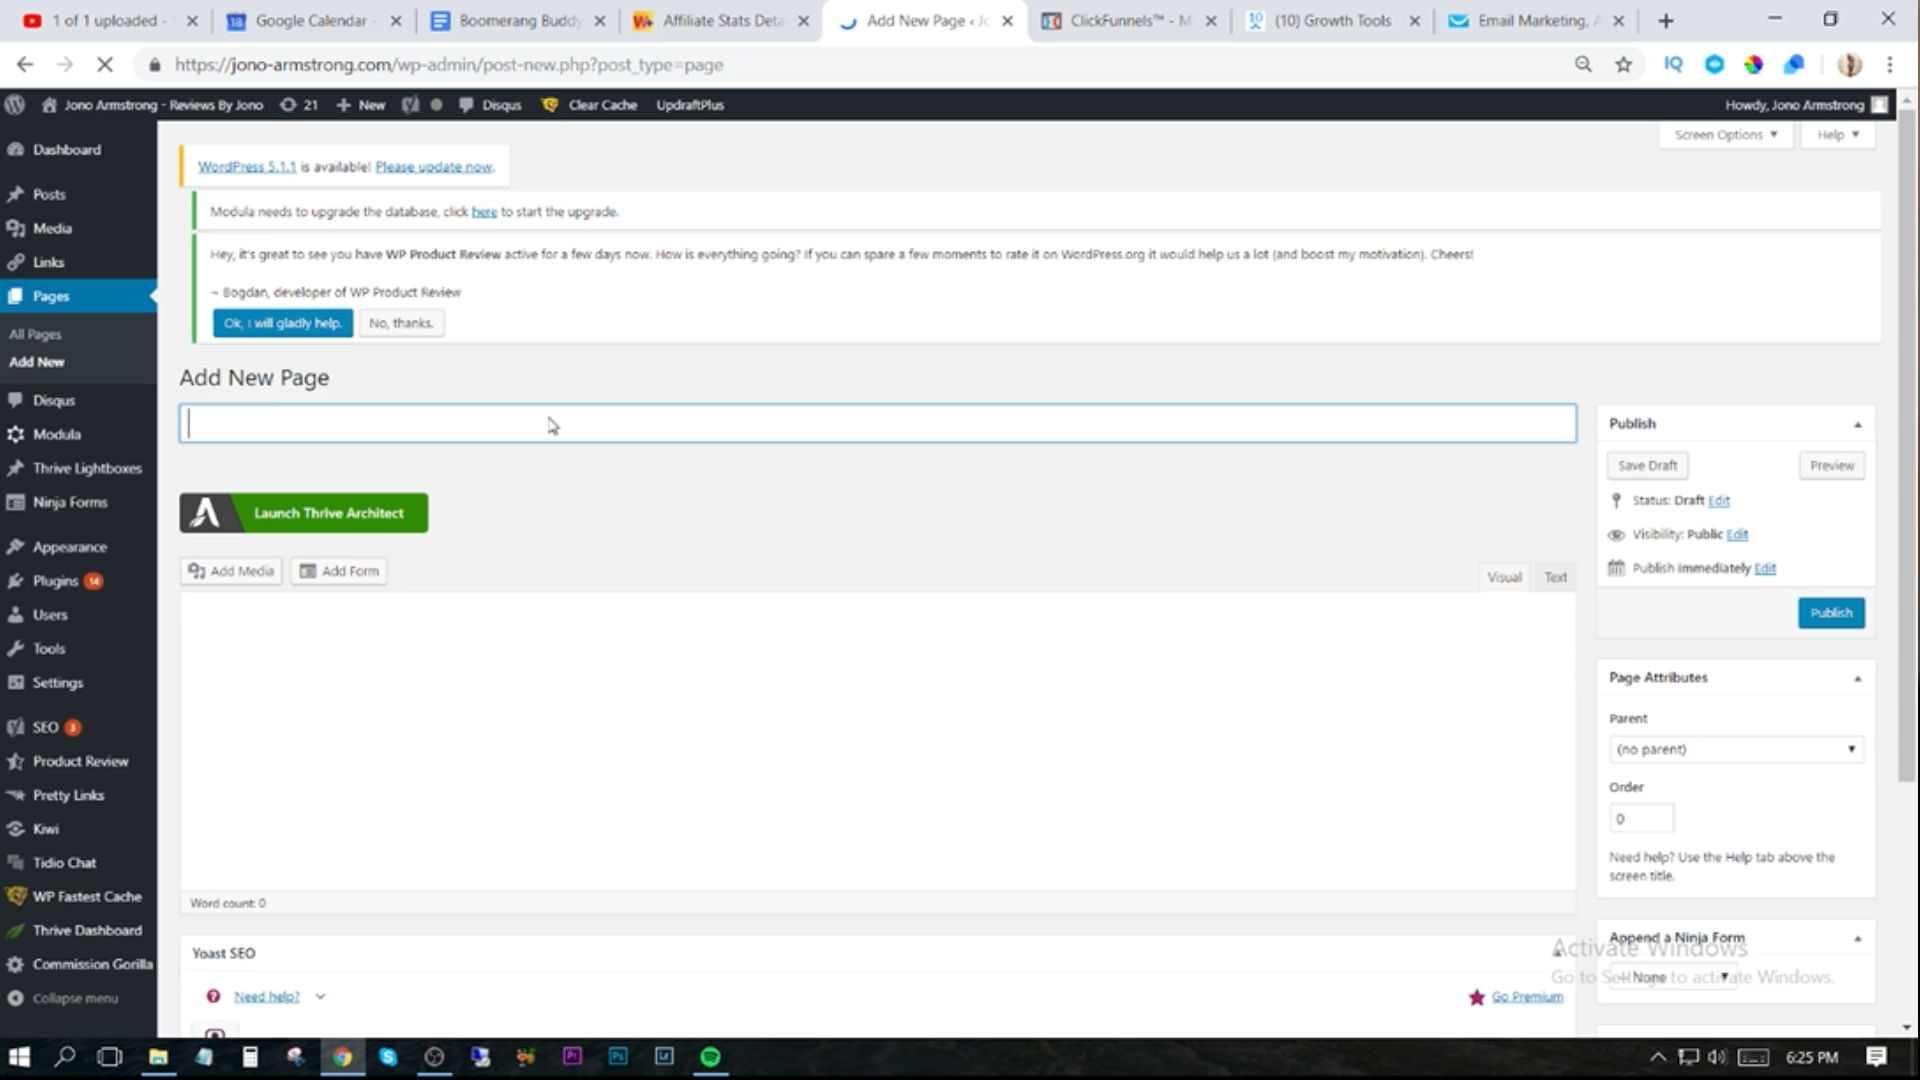 1 of 1 uploaded -
Google Calendar -
Boomerang Buddy
Affiliate Stats Deta
Add New Page ‹ Jo
ClickFunnels™ - M
(10) Growth Tools
Email Marketing, A
https://jono-armstrong.com/wp-admin/post-new.php?post_type=page
IQ
Jono Armstrong - Reviews By Jono
21
New
Disqus
Clear Cache
UpdraftPlus
Howdy, Jono Armstrong
Screen Options
Help
Dashboard
Posts
Media
Links
Pages
All Pages
Add New
Disqus
Modula
Thrive Lightboxes
Ninja Forms
Appearance
Plugins 14
Users
Tools
Settings
SEO 3
Product Review
Pretty Links
Kiwi
Tidio Chat
WP Fastest Cache
Thrive Dashboard
Commission Gorilla
Collapse menu
WordPress 5.1.1 is available! Please update now.
Modula needs to upgrade the database, click here to start the upgrade.
Hey, it's great to see you have WP Product Review active for a few days now. How is everything going? If you can spare a few moments to rate it on WordPress.org it would help us a lot (and boost my motivation). Cheers!
~ Bogdan, developer of WP Product Review
Ok, I will gladly help.
No, thanks.
Add New Page
Launch Thrive Architect
Add Media
Add Form
Visual
Text
Word count: 0
Yoast SEO
Need help?
Go Premium
Publish
Save Draft
Preview
Status: Draft Edit
Visibility: Public Edit
Publish immediately Edit
Publish
Page Attributes
Parent
(no parent)
Order
0
Need help? Use the Help tab above the
screen title.
Append a Ninja Form
None
Activate Windows
Go to Settings to activate Windows.
Pr
Ps
Lr
6:25 PM